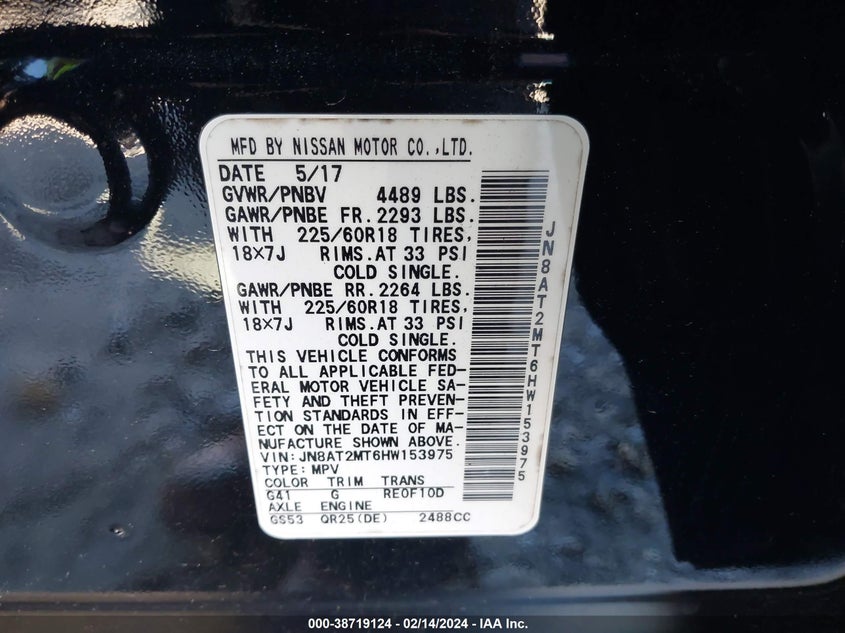 MFD BY NISSAN MOTOR CO.,LTD.
DATE 5/17
GVWR/PNBV 4489 LBS.
GAWR/PNBE FR. 2293 LBS.
WITH 225/60R18 TIRES,
18×7J RIMS. AT 33 PSI
COLD SINGLE.
GAWR/PNBE RR. 2264 LBS.
WITH 225/60R18 TIRES,
18×7J RIMS. AT 33 PSI
COLD SINGLE.
THIS VEHICLE CONFORMS
TO ALL APPLICABLE FED-
ERAL MOTOR VEHICLE SA-
FETY AND THEFT PREVEN-
TION STANDARDS IN EFF-
ECT ON THE DATE OF MA-
NUFACTURE SHOWN ABOVE.
VIN: JN8AT2MT6HW153975
TYPE: MPV
COLOR TRIM TRANS
G41 G RE0F10D
AXLE ENGINE
GS53 QR25(DE) 2488CC
JN8AT2MT6HW153975
000-38719124 - 02/14/2024 - IAA Inc.